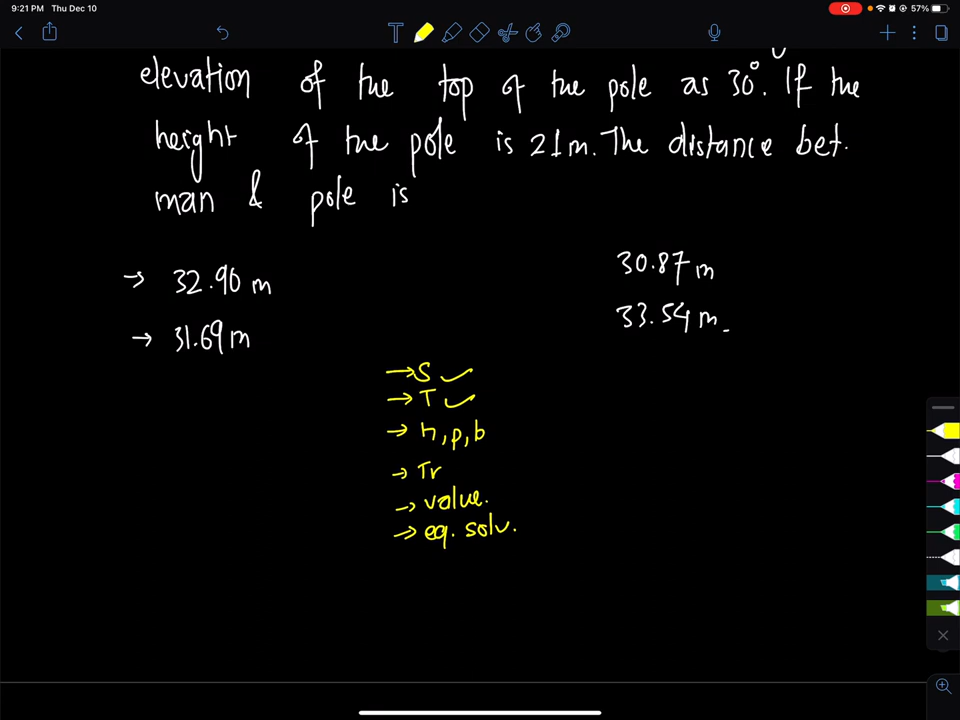 9:21 PM Thu Dec 10
57%
elevation of the top of the pole as 30°. If the
height of the pole is 21m. The distance bet.
man & pole is
→ 32.90 m
30.87 m
→ 31.69 m
33.54 m.
→ S ✓
→ T ✓
→ h, p, b
→ Tr
→ value.
→ eq. solv.